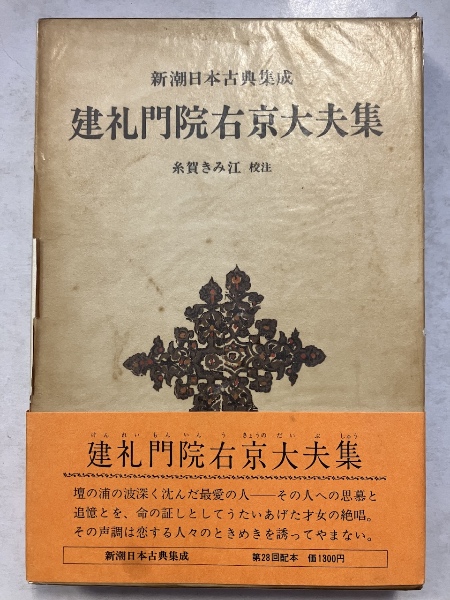 新潮日本古典集成
建礼門院右京大夫集
糸賀きみ江 校注
けんれいもんいんうきょうのだいぶしゅう
建礼門院右京大夫集
壇の浦の波深く沈んだ最愛の人――その人への思慕と
追憶とを、命の証しとしてうたいあげた才女の絶唱。
その声調は恋する人々のときめきを誘ってやまない。
新潮日本古典集成 第28回配本 価1300円